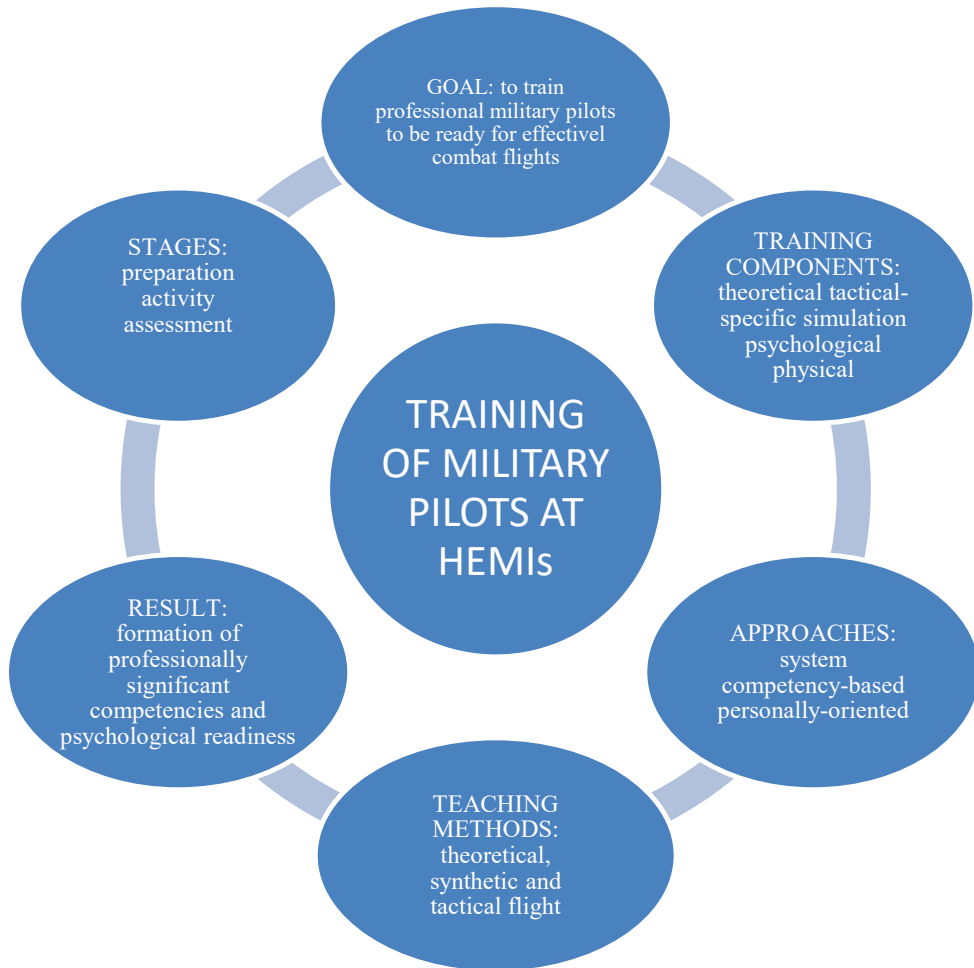 GOAL: to train
professional military pilots
to be ready for effectivel
combat flights
TRAINING
COMPONENTS:
theoretical tactical-
specific simulation
psychological
physical
APPROACHES:
system
competency-based
personally-oriented
TEACHING
METHODS:
theoretical,
synthetic and
tactical flight
RESULT:
formation of
professionally
significant
competencies and
psychological readiness
STAGES:
preparation
activity
assessment
TRAINING
OF MILITARY
PILOTS AT
HEMIs